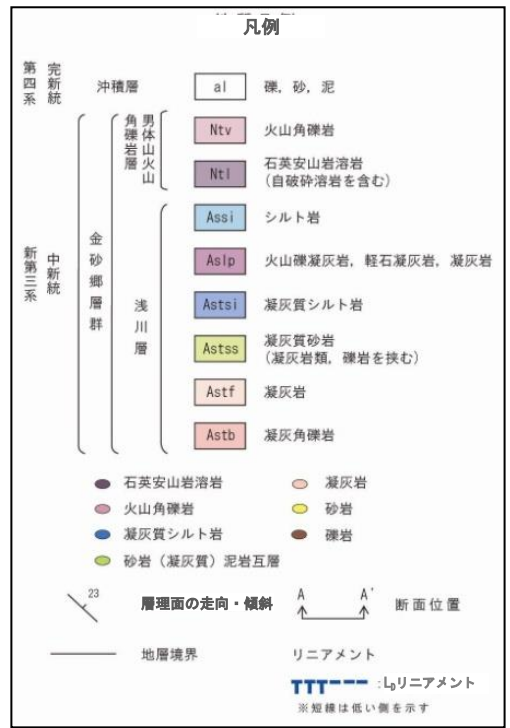 凡例
第四系
完新統
沖積層
al
礫，砂，泥
新第三系
中新統
金砂郷層群
男体山火山
角礫岩層
Ntv
火山角礫岩
Ntl
石英安山岩溶岩
(自破砕溶岩を含む)
浅川層
Assi
シルト岩
Aslp
火山礫凝灰岩，軽石凝灰岩，凝灰岩
Astsi
凝灰質シルト岩
Astss
凝灰質砂岩
(凝灰岩類，礫岩を挟む)
Astf
凝灰岩
Astb
凝灰角礫岩
石英安山岩溶岩
凝灰岩
火山角礫岩
砂岩
凝灰質シルト岩
礫岩
砂岩（凝灰質）泥岩互層
23
層理面の走向・傾斜
A
A'
断面位置
地層境界
リニアメント
:LDリニアメント
※短線は低い側を示す